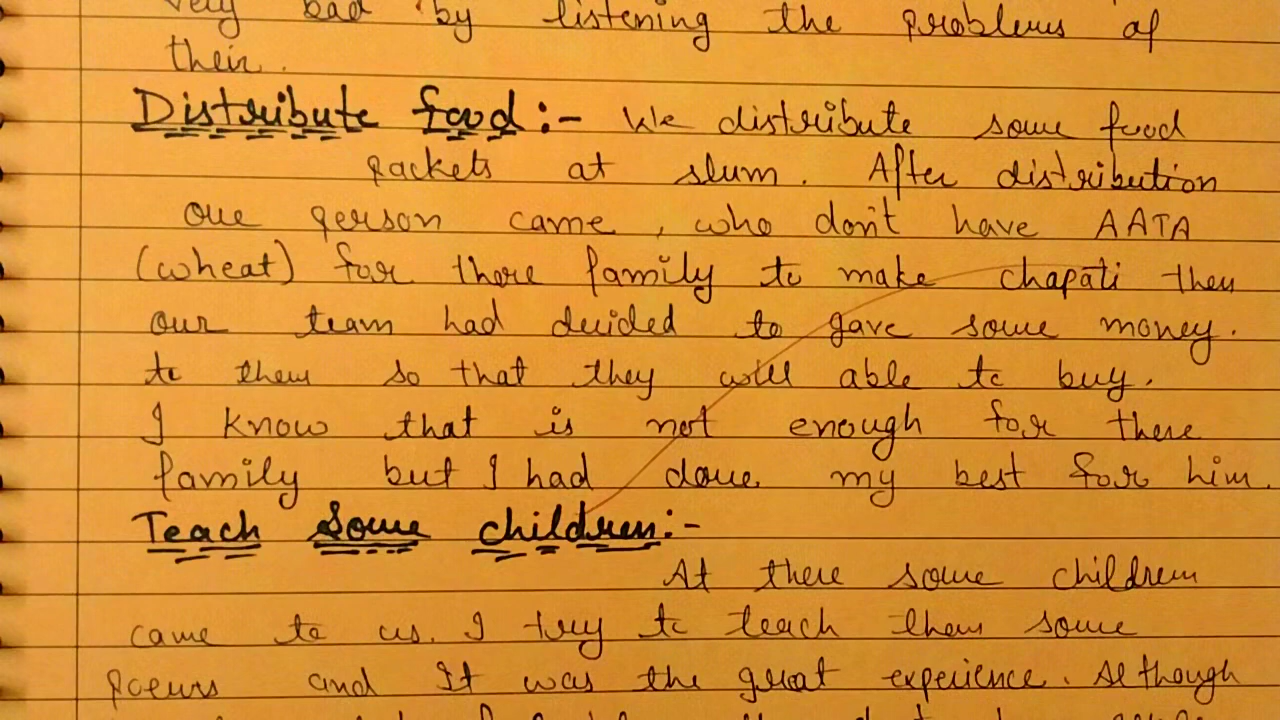 very bad by listening the problems of
their.
Distribute food:- We distribute some food
packets at slum. After distribution
one person came, who don't have AATA
(wheat) for there family to make chapati then
our team had decided to gave some money.
to them so that they will able to buy.
I know that is not enough for there
family but I had done my best for him.
Teach Some children:-
At there some children
came to us. I try to teach them some
poems and It was the great experience. Although